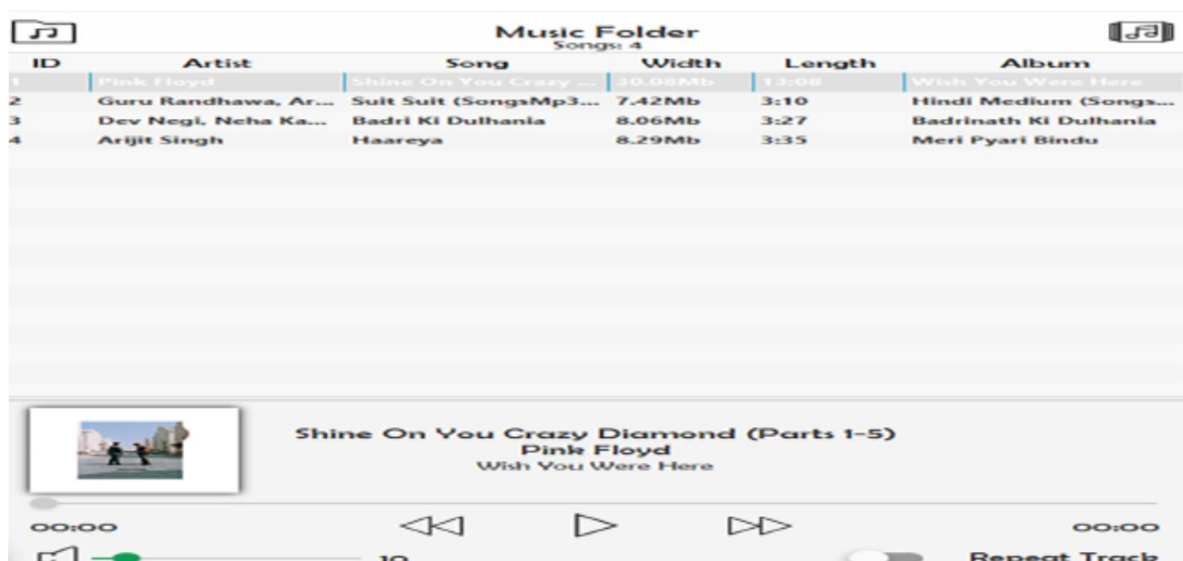 Music Folder
Songs: 4
ID Artist Song Width Length Album
1 Pink Floyd Shine On You Crazy ... 30.08Mb 13:08 Wish You Were Here
2 Guru Randhawa, Ar... Suit Suit (SongsMp3... 7.42Mb 3:10 Hindi Medium (Songs...
3 Dev Negi, Neha Ka... Badri Ki Dulhania 8.06Mb 3:27 Badrinath Ki Dulhania
4 Arijit Singh Haareya 8.29Mb 3:35 Meri Pyari Bindu
Shine On You Crazy Diamond (Parts 1-5)
Pink Floyd
Wish You Were Here
00:00 00:00
10 Repeat Track